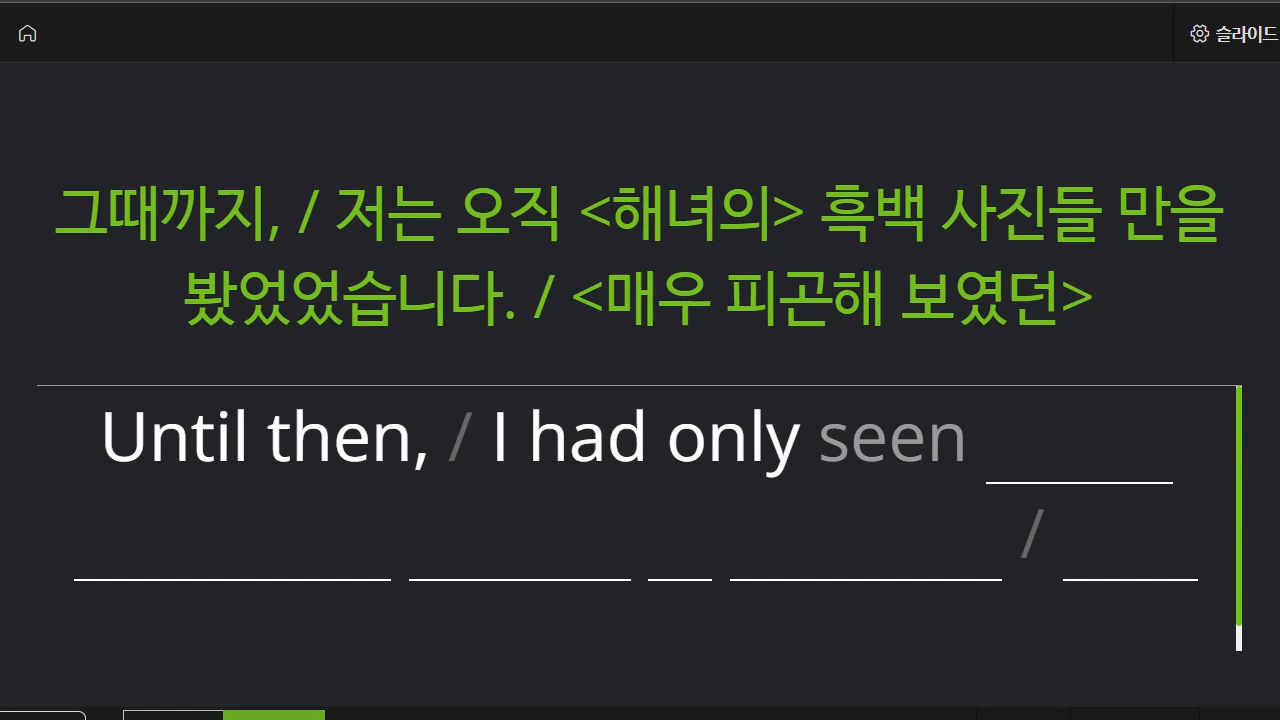 슬라이드
그때까지, / 저는 오직 <해녀의> 흑백 사진들 만을
봤었었습니다. / <매우 피곤해 보였던>
Until then, / I had only seen
/